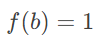 f(b) = 1